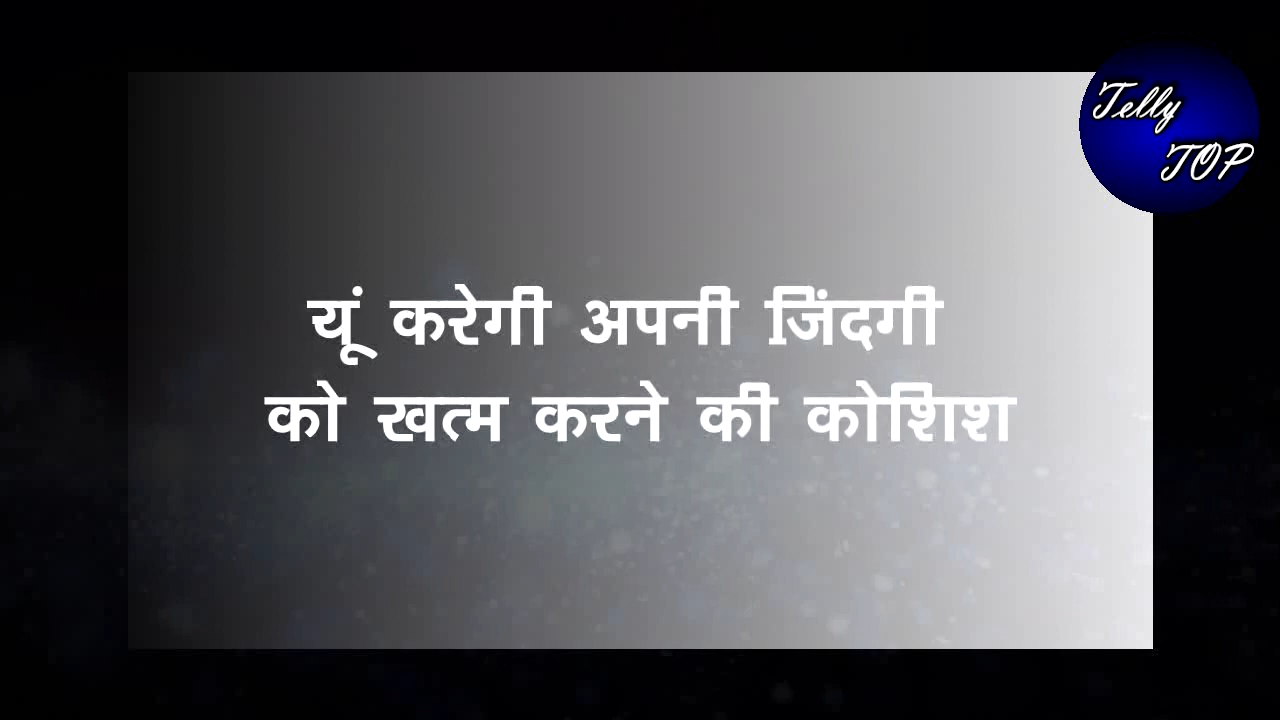 Telly
TOP
यूं करेगी अपनी जिंदगी
को खत्म करने की कोशिश